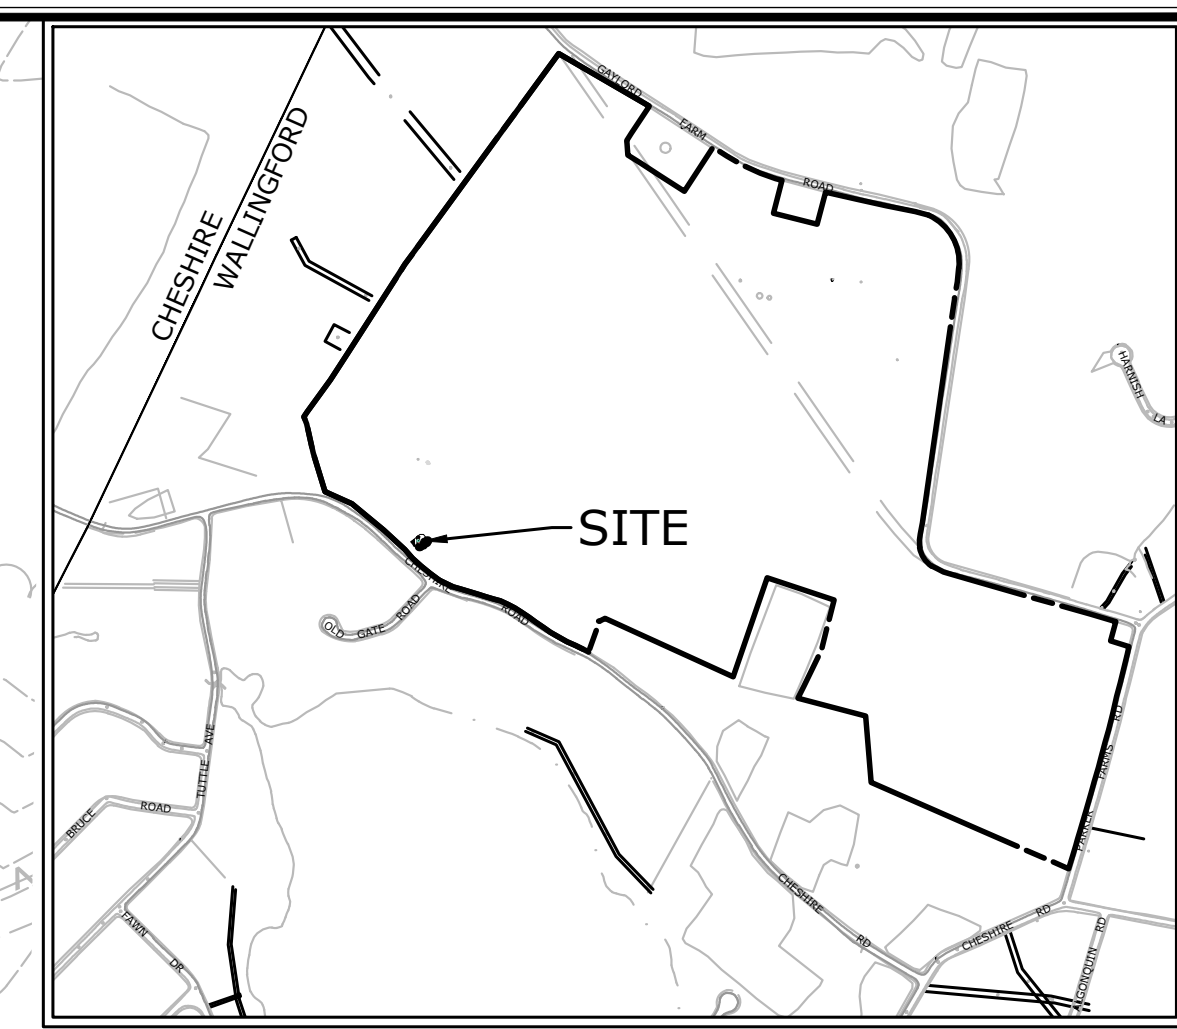 GAYLORD
FARM
ROAD
CHESHIRE
WALLINGFORD
HARNISH
LA
SITE
CHESHIRE
ROAD
OLD GATE ROAD
TUTTLE AVE
BRUCE ROAD
FAWN DR
PARKER FARMS RD
CHESHIRE RD
CHESHIRE RD
ALGONQUIN RD